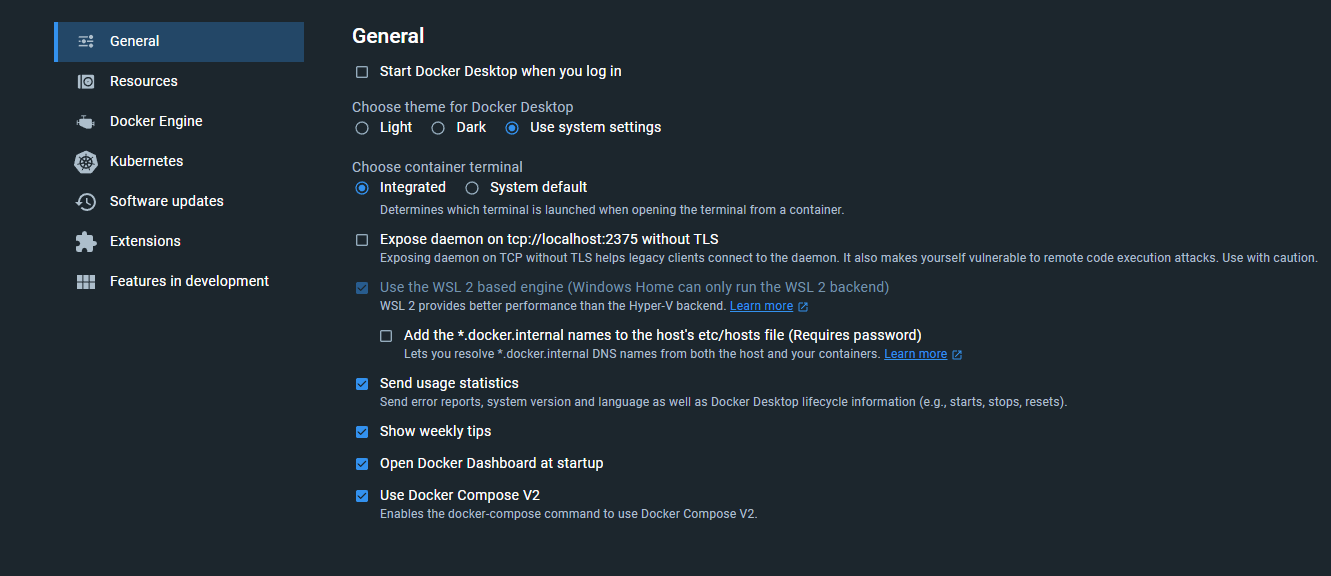 General
Resources
Docker Engine
Kubernetes
Software updates
Extensions
Features in development
General
Start Docker Desktop when you log in
Choose theme for Docker Desktop
Light Dark Use system settings
Choose container terminal
Integrated System default
Determines which terminal is launched when opening the terminal from a container.
Expose daemon on tcp://localhost:2375 without TLS
Exposing daemon on TCP without TLS helps legacy clients connect to the daemon. It also makes yourself vulnerable to remote code execution attacks. Use with caution.
Use the WSL 2 based engine (Windows Home can only run the WSL 2 backend)
WSL 2 provides better performance than the Hyper-V backend. Learn more
Add the *.docker.internal names to the host's etc/hosts file (Requires password)
Lets you resolve *.docker.internal DNS names from both the host and your containers. Learn more
Send usage statistics
Send error reports, system version and language as well as Docker Desktop lifecycle information (e.g., starts, stops, resets).
Show weekly tips
Open Docker Dashboard at startup
Use Docker Compose V2
Enables the docker-compose command to use Docker Compose V2.